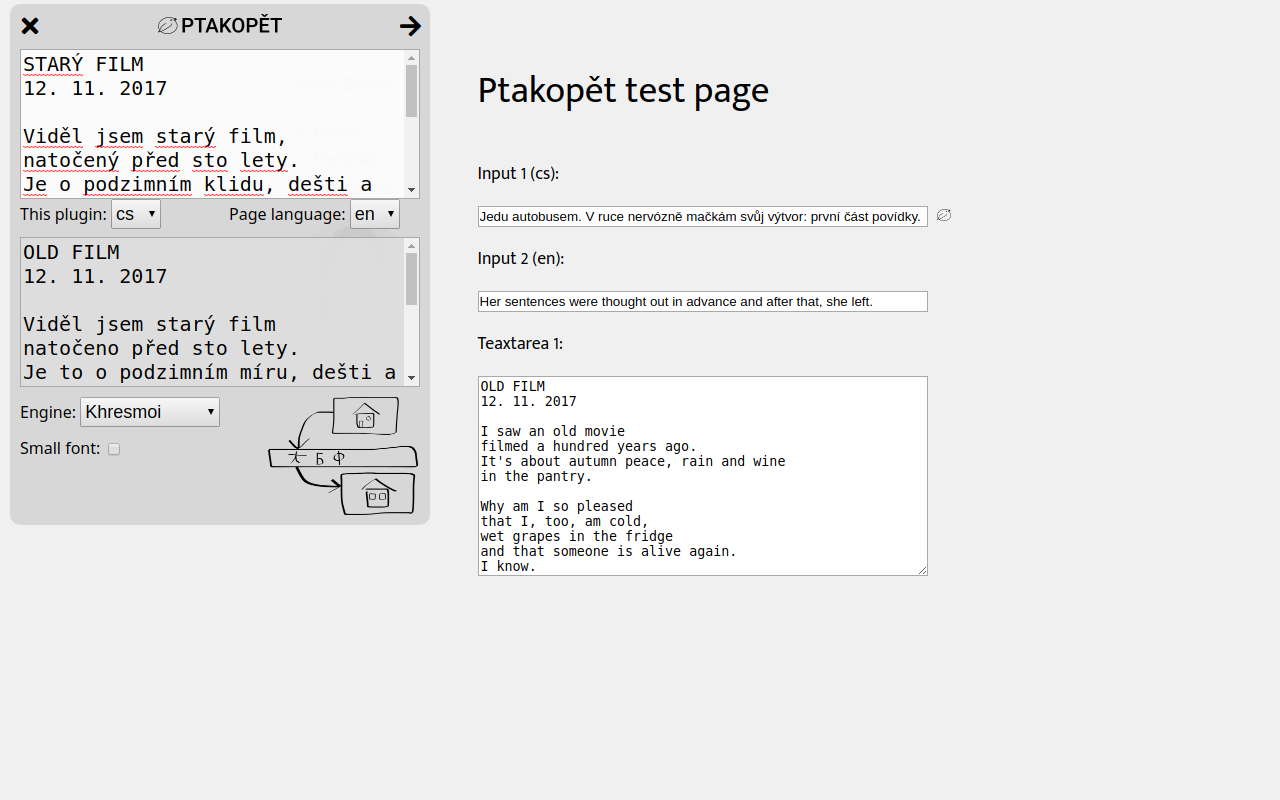 PTAKOPĚT
STARÝ FILM
12. 11. 2017
Viděl jsem starý film,
natočený před sto lety.
Je o podzimním klidu, dešti a
This plugin: cs
Page language: en
OLD FILM
12. 11. 2017
Viděl jsem starý film
natočeno před sto lety.
Je to o podzimním míru, dešti a
Engine: Khresmoi
Small font:
大 Б Ф
Ptakopět test page
Input 1 (cs):
Jedu autobusem. V ruce nervózně mačkám svůj výtvor: první část povídky.
Input 2 (en):
Her sentences were thought out in advance and after that, she left.
Teaxtarea 1:
OLD FILM
12. 11. 2017
I saw an old movie
filmed a hundred years ago.
It's about autumn peace, rain and wine
in the pantry.
Why am I so pleased
that I, too, am cold,
wet grapes in the fridge
and that someone is alive again.
I know.